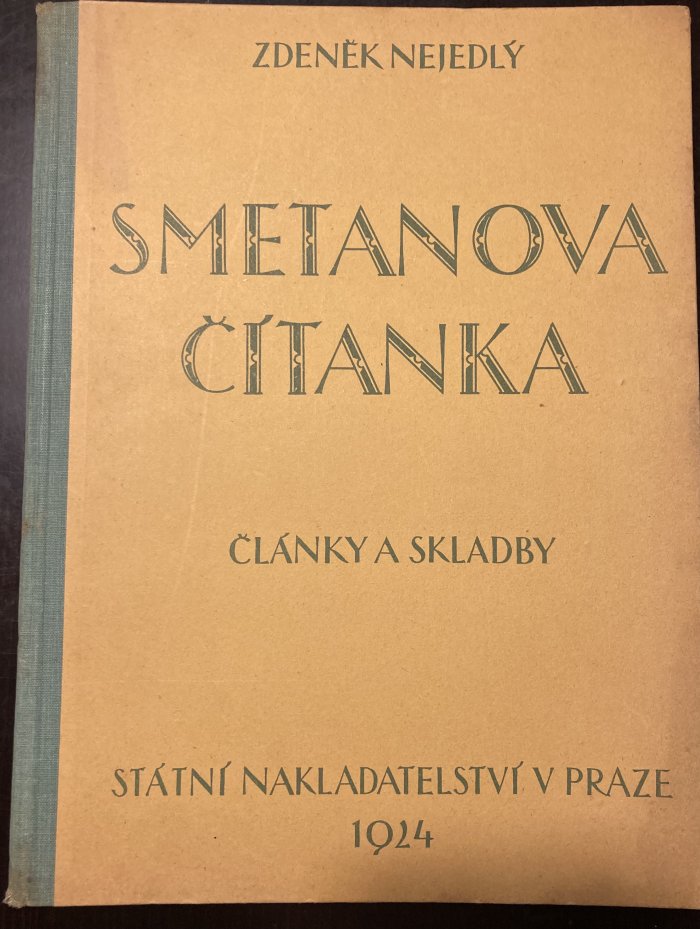 ZDENĚK NEJEDLÝ
SMETANOVA
ČÍTANKA
ČLÁNKY A SKLADBY
STÁTNÍ NAKLADATELSTVÍ V PRAZE
1924